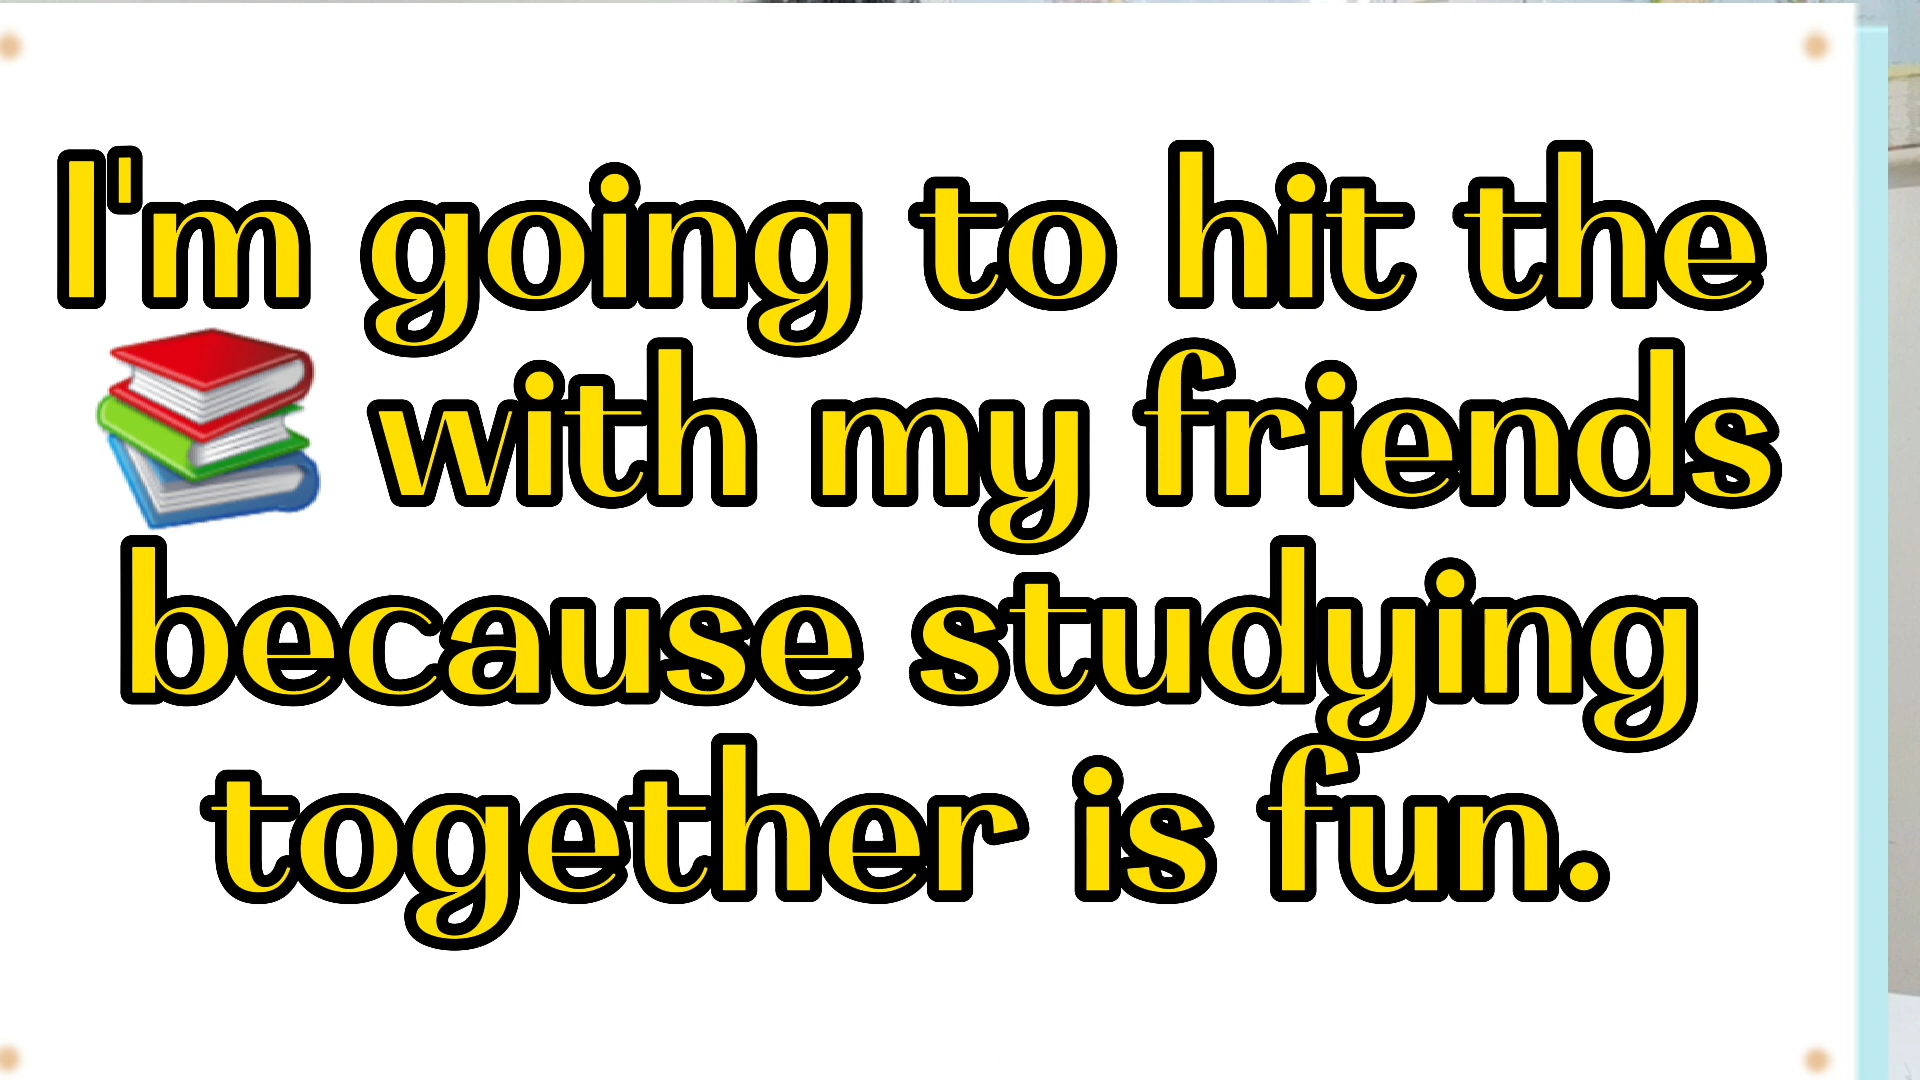 I'm going to hit the
📚 with my friends
because studying
together is fun.